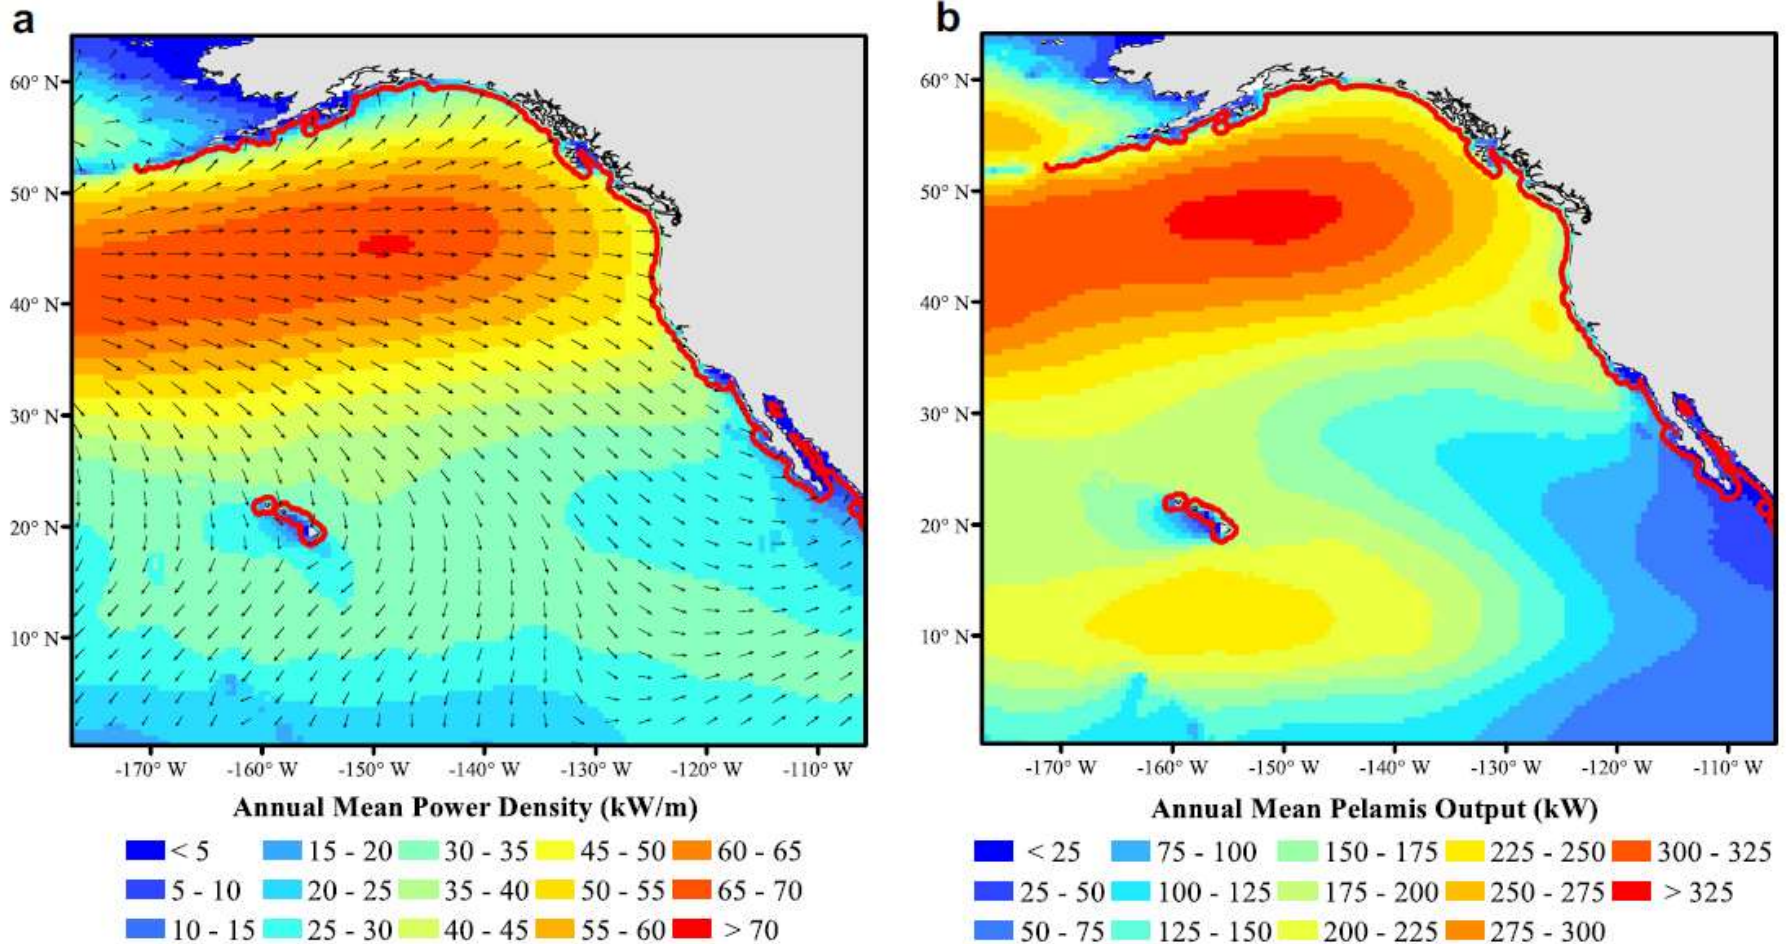 a
b
60° N
50° N
40° N
30° N
20° N
10° N
-170° W -160° W -150° W -140° W -130° W -120° W -110° W
Annual Mean Power Density (kW/m)
< 5 15 - 20 30 - 35 45 - 50 60 - 65
5 - 10 20 - 25 35 - 40 50 - 55 65 - 70
10 - 15 25 - 30 40 - 45 55 - 60 > 70
60° N
50° N
40° N
30° N
20° N
10° N
-170° W -160° W -150° W -140° W -130° W -120° W -110° W
Annual Mean Pelamis Output (kW)
< 25 75 - 100 150 - 175 225 - 250 300 - 325
25 - 50 100 - 125 175 - 200 250 - 275 > 325
50 - 75 125 - 150 200 - 225 275 - 300